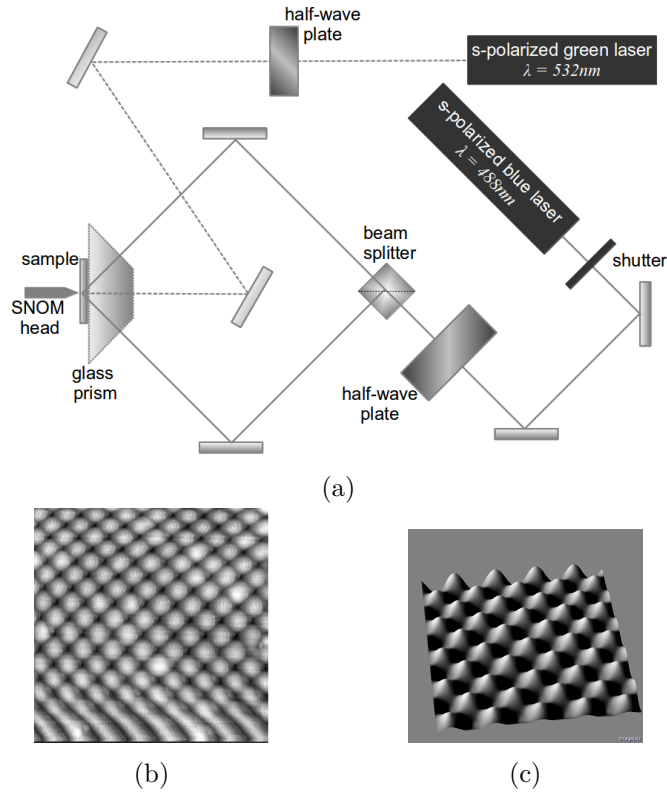 half-wave
plate
s-polarized green laser
λ = 532nm
s-polarized blue laser
λ = 488nm
beam
splitter
shutter
sample
SNOM
head
glass
prism
half-wave
plate
(a)
(b)
(c)